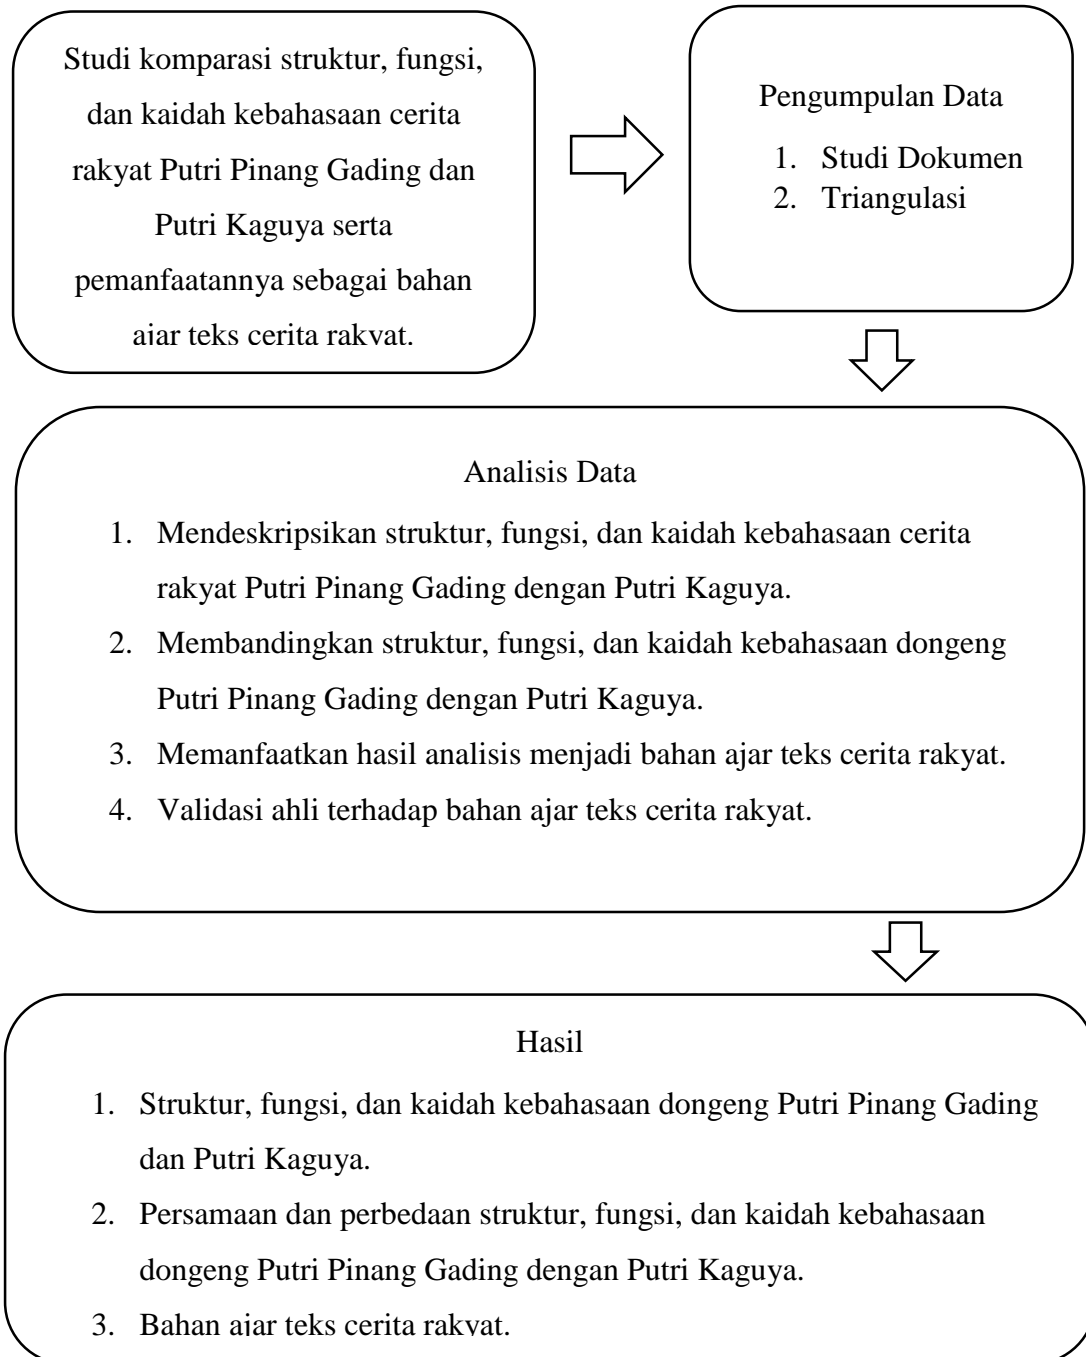 Studi komparasi struktur, fungsi,
dan kaidah kebahasaan cerita
rakyat Putri Pinang Gading dan
Putri Kaguya serta
pemanfaatannya sebagai bahan
ajar teks cerita rakyat.
Pengumpulan Data
1. Studi Dokumen
2. Triangulasi
Analisis Data
1. Mendeskripsikan struktur, fungsi, dan kaidah kebahasaan cerita
rakyat Putri Pinang Gading dengan Putri Kaguya.
2. Membandingkan struktur, fungsi, dan kaidah kebahasaan dongeng
Putri Pinang Gading dengan Putri Kaguya.
3. Memanfaatkan hasil analisis menjadi bahan ajar teks cerita rakyat.
4. Validasi ahli terhadap bahan ajar teks cerita rakyat.
Hasil
1. Struktur, fungsi, dan kaidah kebahasaan dongeng Putri Pinang Gading
dan Putri Kaguya.
2. Persamaan dan perbedaan struktur, fungsi, dan kaidah kebahasaan
dongeng Putri Pinang Gading dengan Putri Kaguya.
3. Bahan ajar teks cerita rakyat.